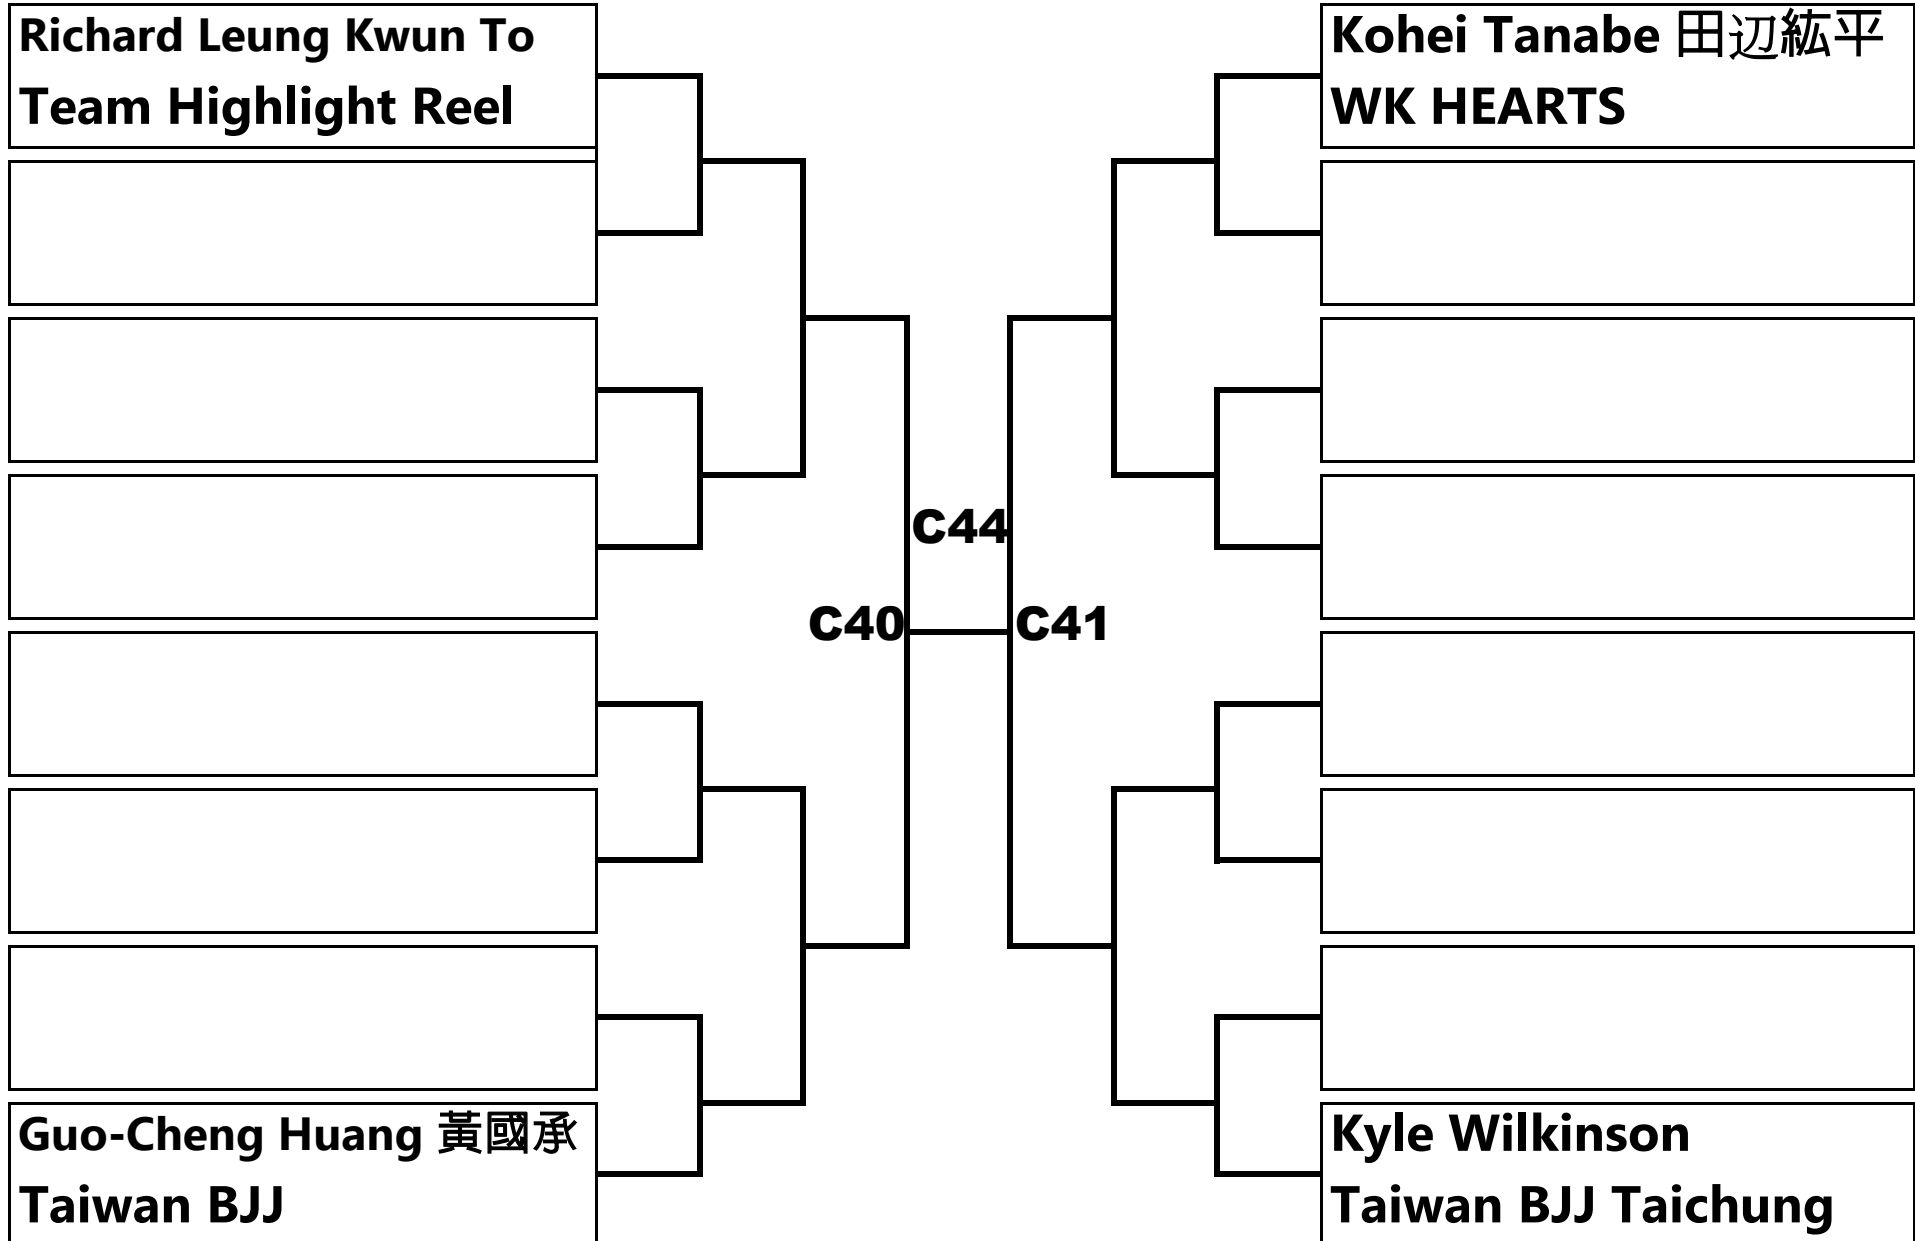 Richard Leung Kwun To
Team Highlight Reel
Kohei Tanabe 田辺紘平
WK HEARTS
C44
C40
C41
Guo-Cheng Huang 黃國承
Taiwan BJJ
Kyle Wilkinson
Taiwan BJJ Taichung